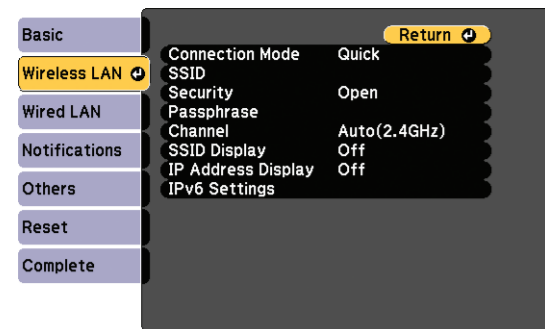 Basic
Wireless LAN
Wired LAN
Notifications
Others
Reset
Complete
Return
Connection Mode Quick
SSID
Security Open
Passphrase
Channel Auto(2.4GHz)
SSID Display Off
IP Address Display Off
IPv6 Settings